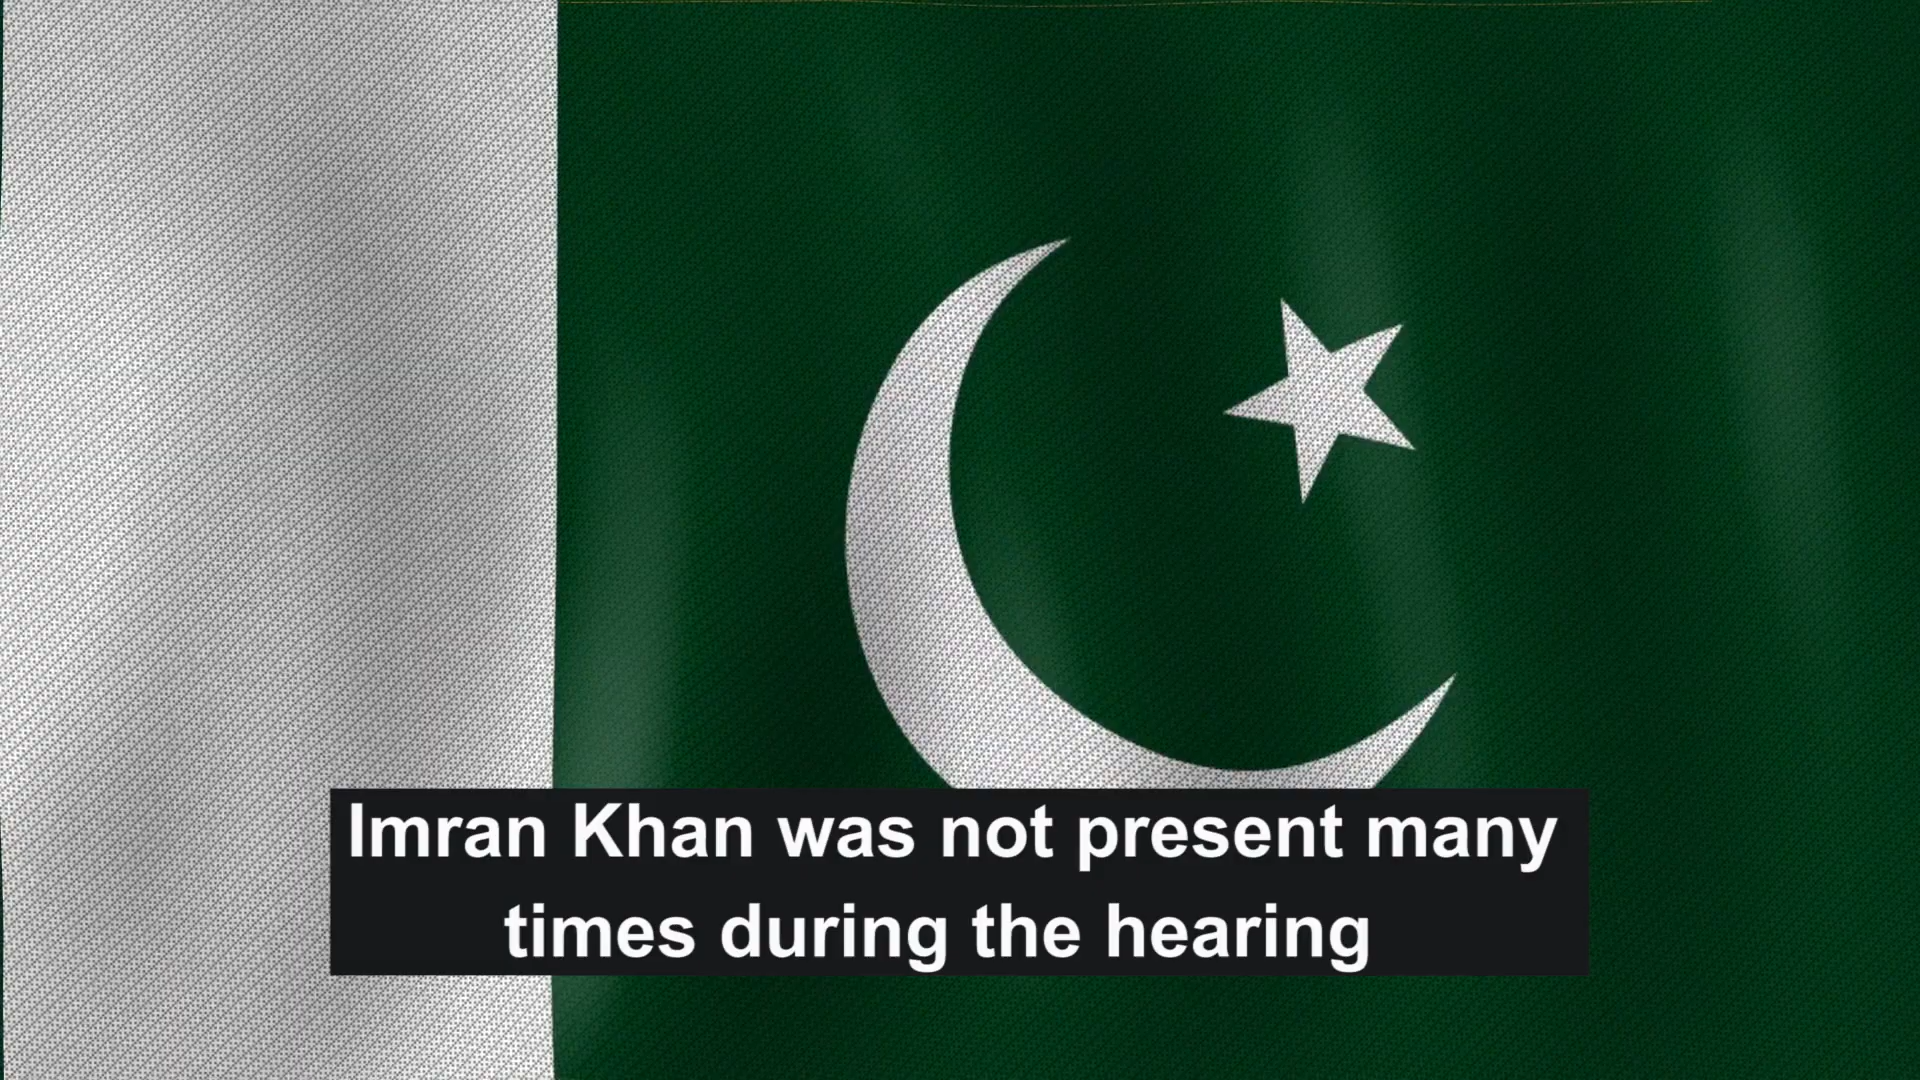 Imran Khan was not present many
times during the hearing